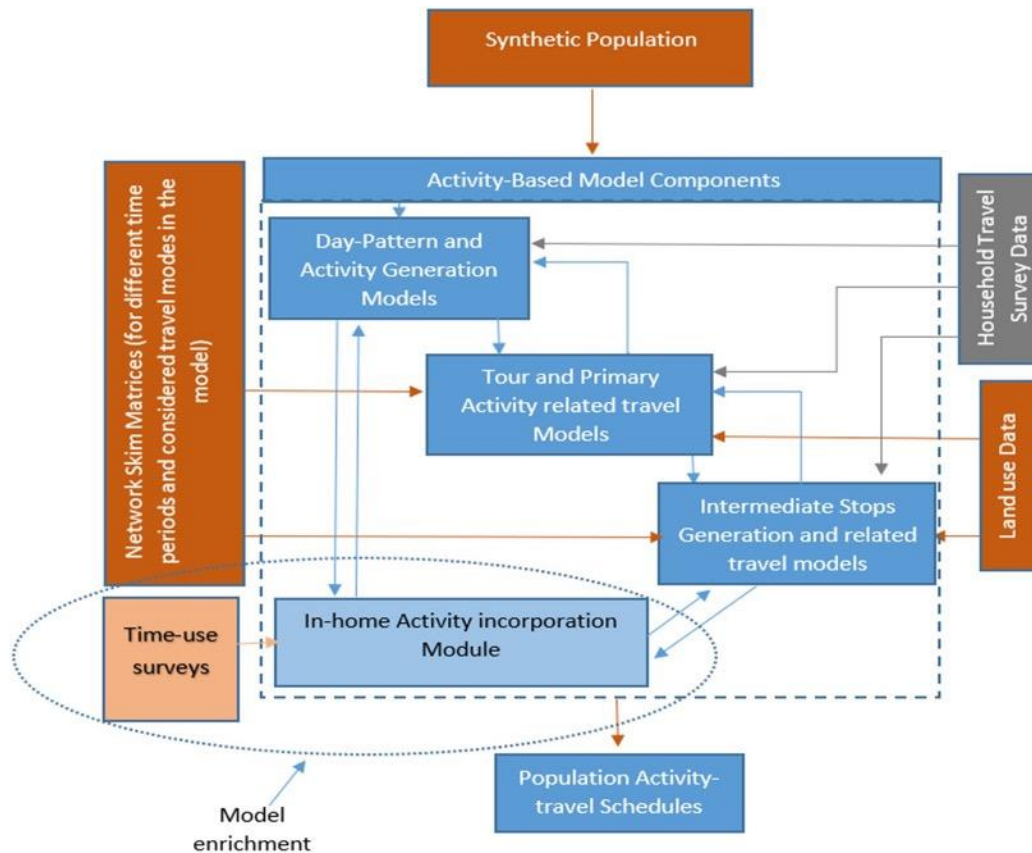 Synthetic Population
Activity-Based Model Components
Network Skim Matrices (for different time
periods and considered travel modes in the
model)
Day-Pattern and
Activity Generation
Models
Household Travel
Survey Data
Tour and Primary
Activity related travel
Models
Land use Data
Intermediate Stops
Generation and related
travel models
Time-use
surveys
In-home Activity incorporation
Module
Population Activity-
travel Schedules
Model
enrichment